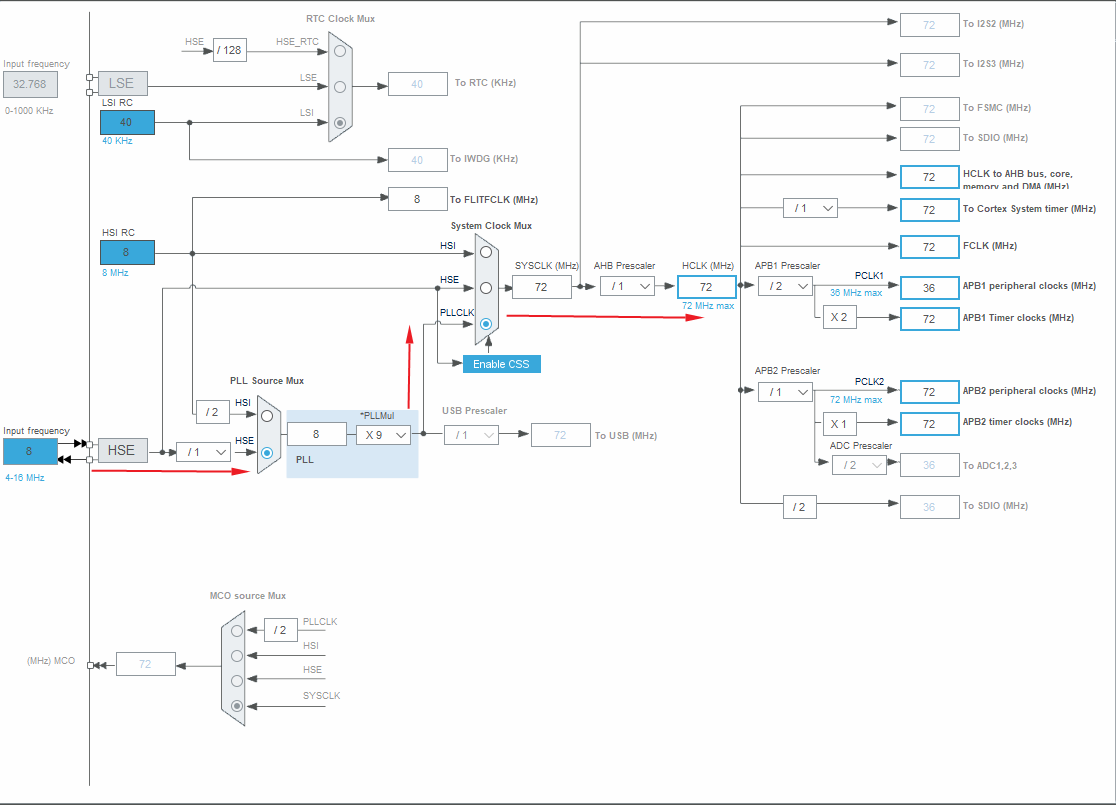 RTC Clock Mux
HSE
/ 128
HSE_RTC
Input frequency
32.768
0-1000 KHz
LSE
LSE
40
To RTC (KHz)
LSI RC
40
40 KHz
LSI
40
To IWDG (KHz)
8
To FLITFCLK (MHz)
System Clock Mux
HSI RC
8
8 MHz
HSI
HSE
PLLCLK
Enable CSS
SYSCLK (MHz)
72
AHB Prescaler
/ 1
HCLK (MHz)
72
72 MHz max
72
To I2S2 (MHz)
72
To I2S3 (MHz)
72
To FSMC (MHz)
72
To SDIO (MHz)
72
HCLK to AHB bus, core,
memory and DMA (MHz)
/ 1
72
To Cortex System timer (MHz)
72
FCLK (MHz)
APB1 Prescaler
/ 2
PCLK1
36 MHz max
36
APB1 peripheral clocks (MHz)
X 2
72
APB1 Timer clocks (MHz)
APB2 Prescaler
/ 1
PCLK2
72 MHz max
72
APB2 peripheral clocks (MHz)
X 1
72
APB2 timer clocks (MHz)
ADC Prescaler
/ 2
36
To ADC1,2,3
/ 2
36
To SDIO (MHz)
PLL Source Mux
/ 2
HSI
Input frequency
8
4-16 MHz
HSE
/ 1
HSE
8
*PLLMul
X 9
PLL
USB Prescaler
/ 1
72
To USB (MHz)
MCO source Mux
PLLCLK
/ 2
HSI
HSE
SYSCLK
(MHz) MCO
72